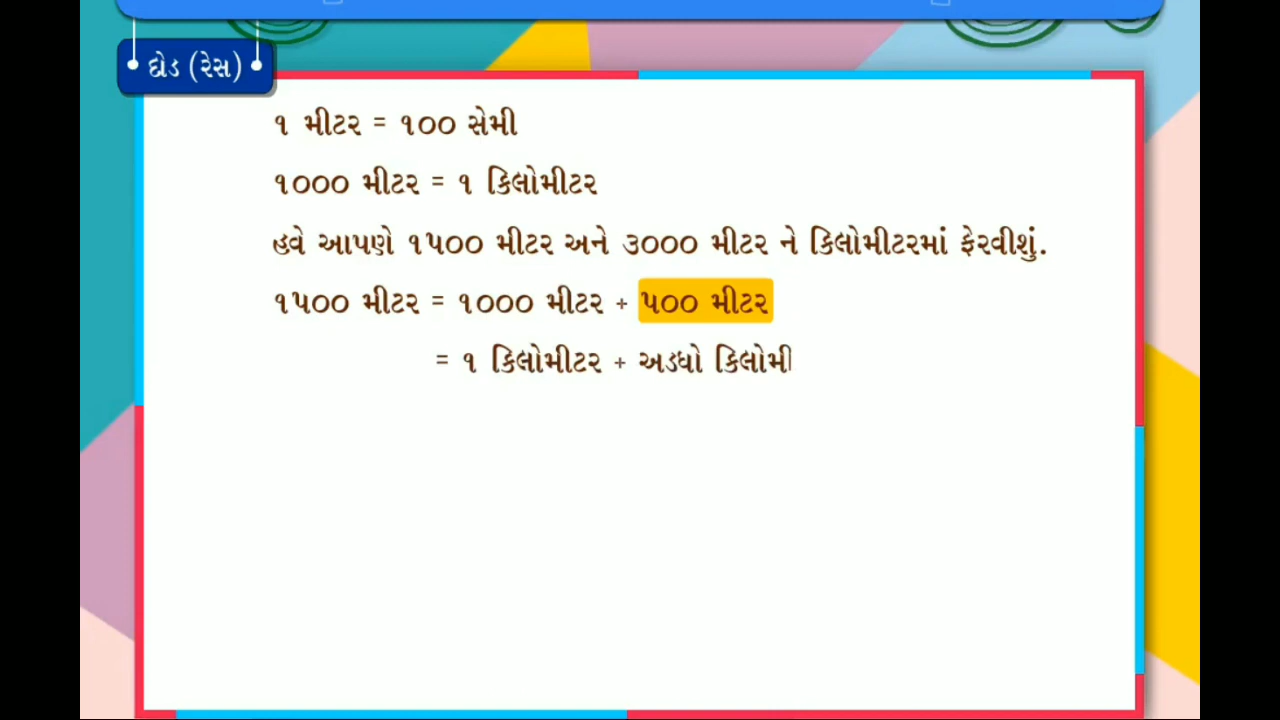 દોડ (રેસ)
૧ મીટર = ૧૦૦ સેમી
૧૦૦૦ મીટર = ૧ કિલોમીટર
હવે આપણે ૧૫૦૦ મીટર અને ૩૦૦૦ મીટર ને કિલોમીટરમાં ફેરવીશું.
૧૫૦૦ મીટર = ૧૦૦૦ મીટર + ૫૦૦ મીટર
= ૧ કિલોમીટર + અડધો કિલોમી